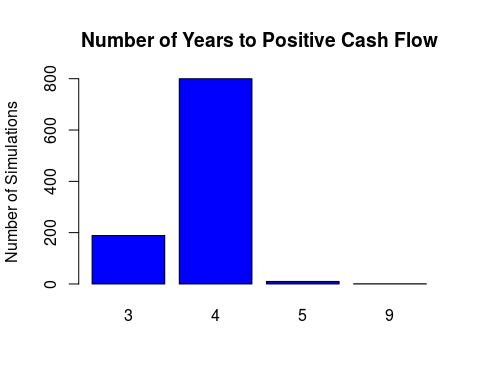 Number of Years to Positive Cash Flow
Number of Simulations
800
600
400
200
0
3 4 5 9